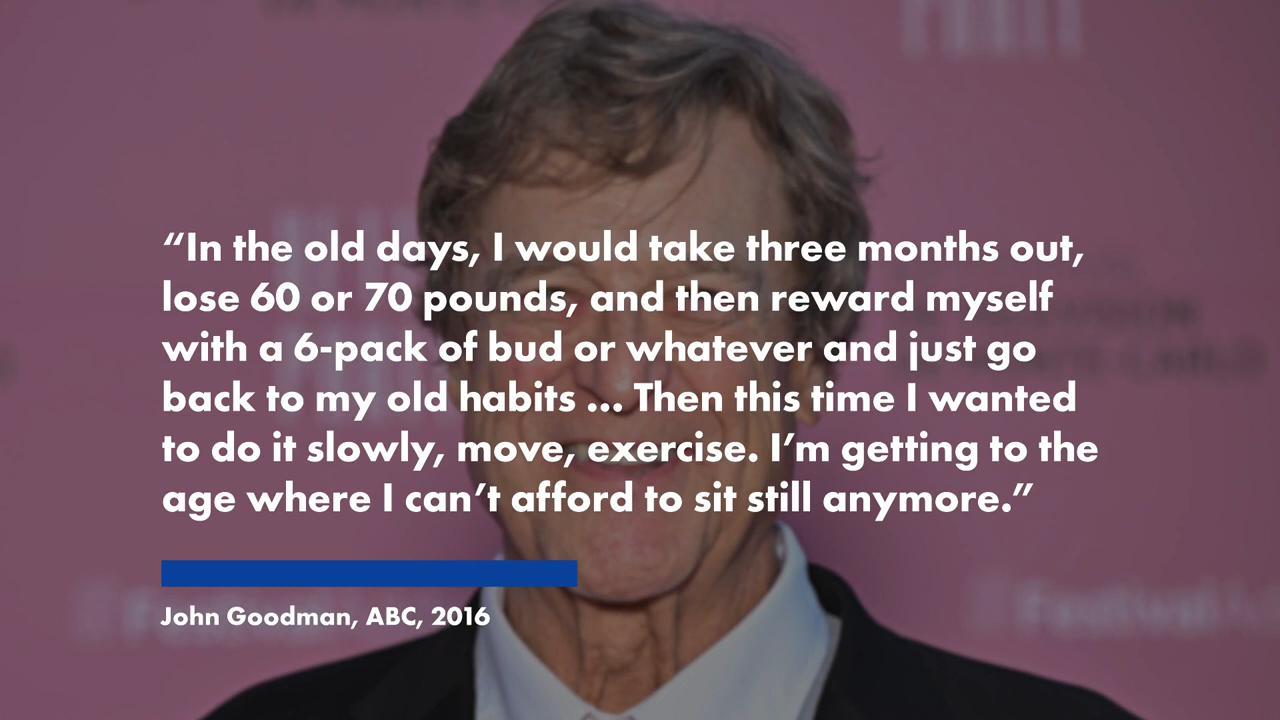 “In the old days, I would take three months out,
lose 60 or 70 pounds, and then reward myself
with a 6-pack of bud or whatever and just go
back to my old habits ... Then this time I wanted
to do it slowly, move, exercise. I’m getting to the
age where I can’t afford to sit still anymore.”
John Goodman, ABC, 2016
Festival